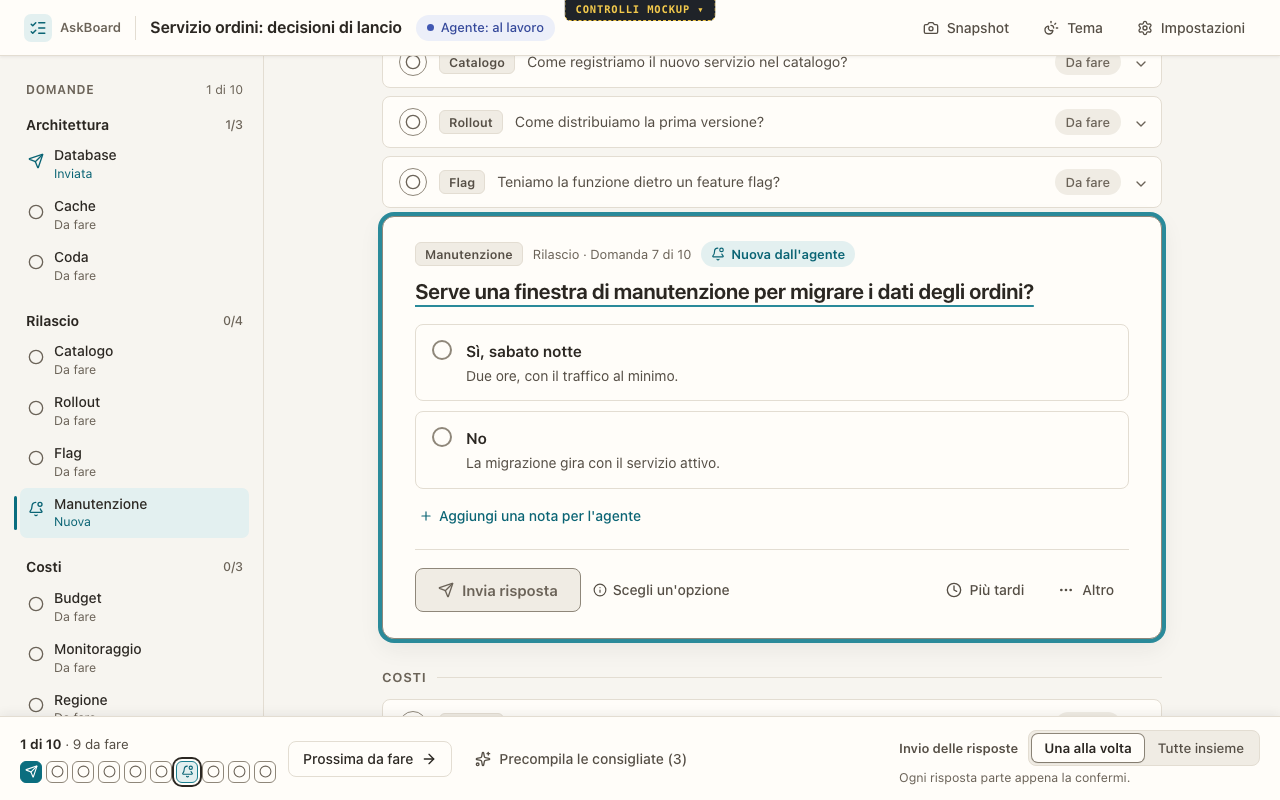 CONTROLLI MOCKUP ▾
AskBoard
Servizio ordini: decisioni di lancio
Agente: al lavoro
Snapshot
Tema
Impostazioni
DOMANDE
1 di 10
Architettura
1/3
Database
Inviata
Cache
Da fare
Coda
Da fare
Rilascio
0/4
Catalogo
Da fare
Rollout
Da fare
Flag
Da fare
Manutenzione
Nuova
Costi
0/3
Budget
Da fare
Monitoraggio
Da fare
Regione
Da fare
Catalogo Come registriamo il nuovo servizio nel catalogo? Da fare
Rollout Come distribuiamo la prima versione? Da fare
Flag Teniamo la funzione dietro un feature flag? Da fare
Manutenzione Rilascio · Domanda 7 di 10 Nuova dall'agente
Serve una finestra di manutenzione per migrare i dati degli ordini?
Sì, sabato notte
Due ore, con il traffico al minimo.
No
La migrazione gira con il servizio attivo.
+ Aggiungi una nota per l'agente
Invia risposta
Scegli un'opzione
Più tardi
Altro
COSTI
1 di 10 · 9 da fare
Prossima da fare
Precompila le consigliate (3)
Invio delle risposte
Una alla volta
Tutte insieme
Ogni risposta parte appena la confermi.